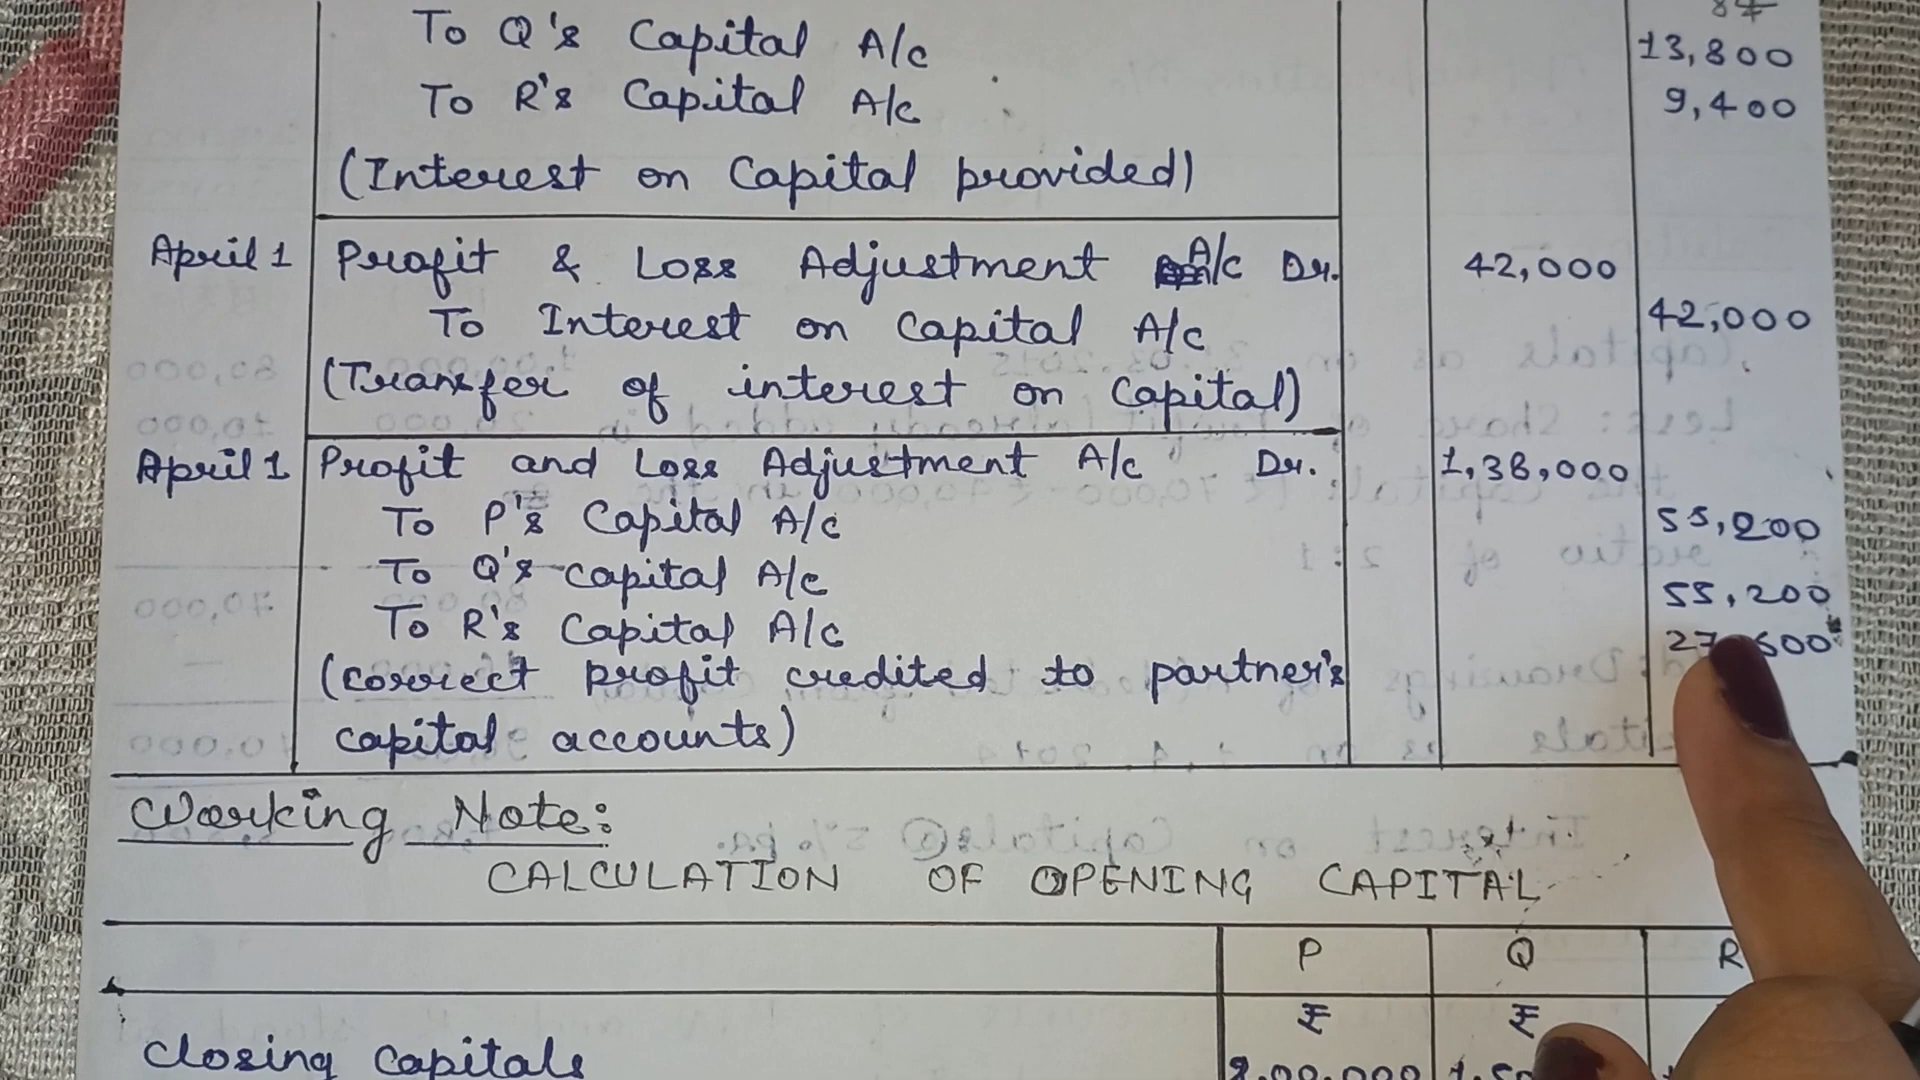 To Q's Capital A/c 13,800
To R's Capital A/c 9,400
(Interest on Capital provided)
April 1 Profit & Loss Adjustment A/c Dr. 42,000
To Interest on Capital A/c 42,000
(Transfer of interest on Capital)
April 1 Profit and Loss Adjustment A/c Dr. 1,38,000
To P's Capital A/c 55,200
To Q's capital A/c 55,200
To R's Capital A/c
(correct profit credited to partner's
capital accounts)
Working Note:
CALCULATION OF OPENING CAPITAL
P Q R
₹ ₹
closing capitals